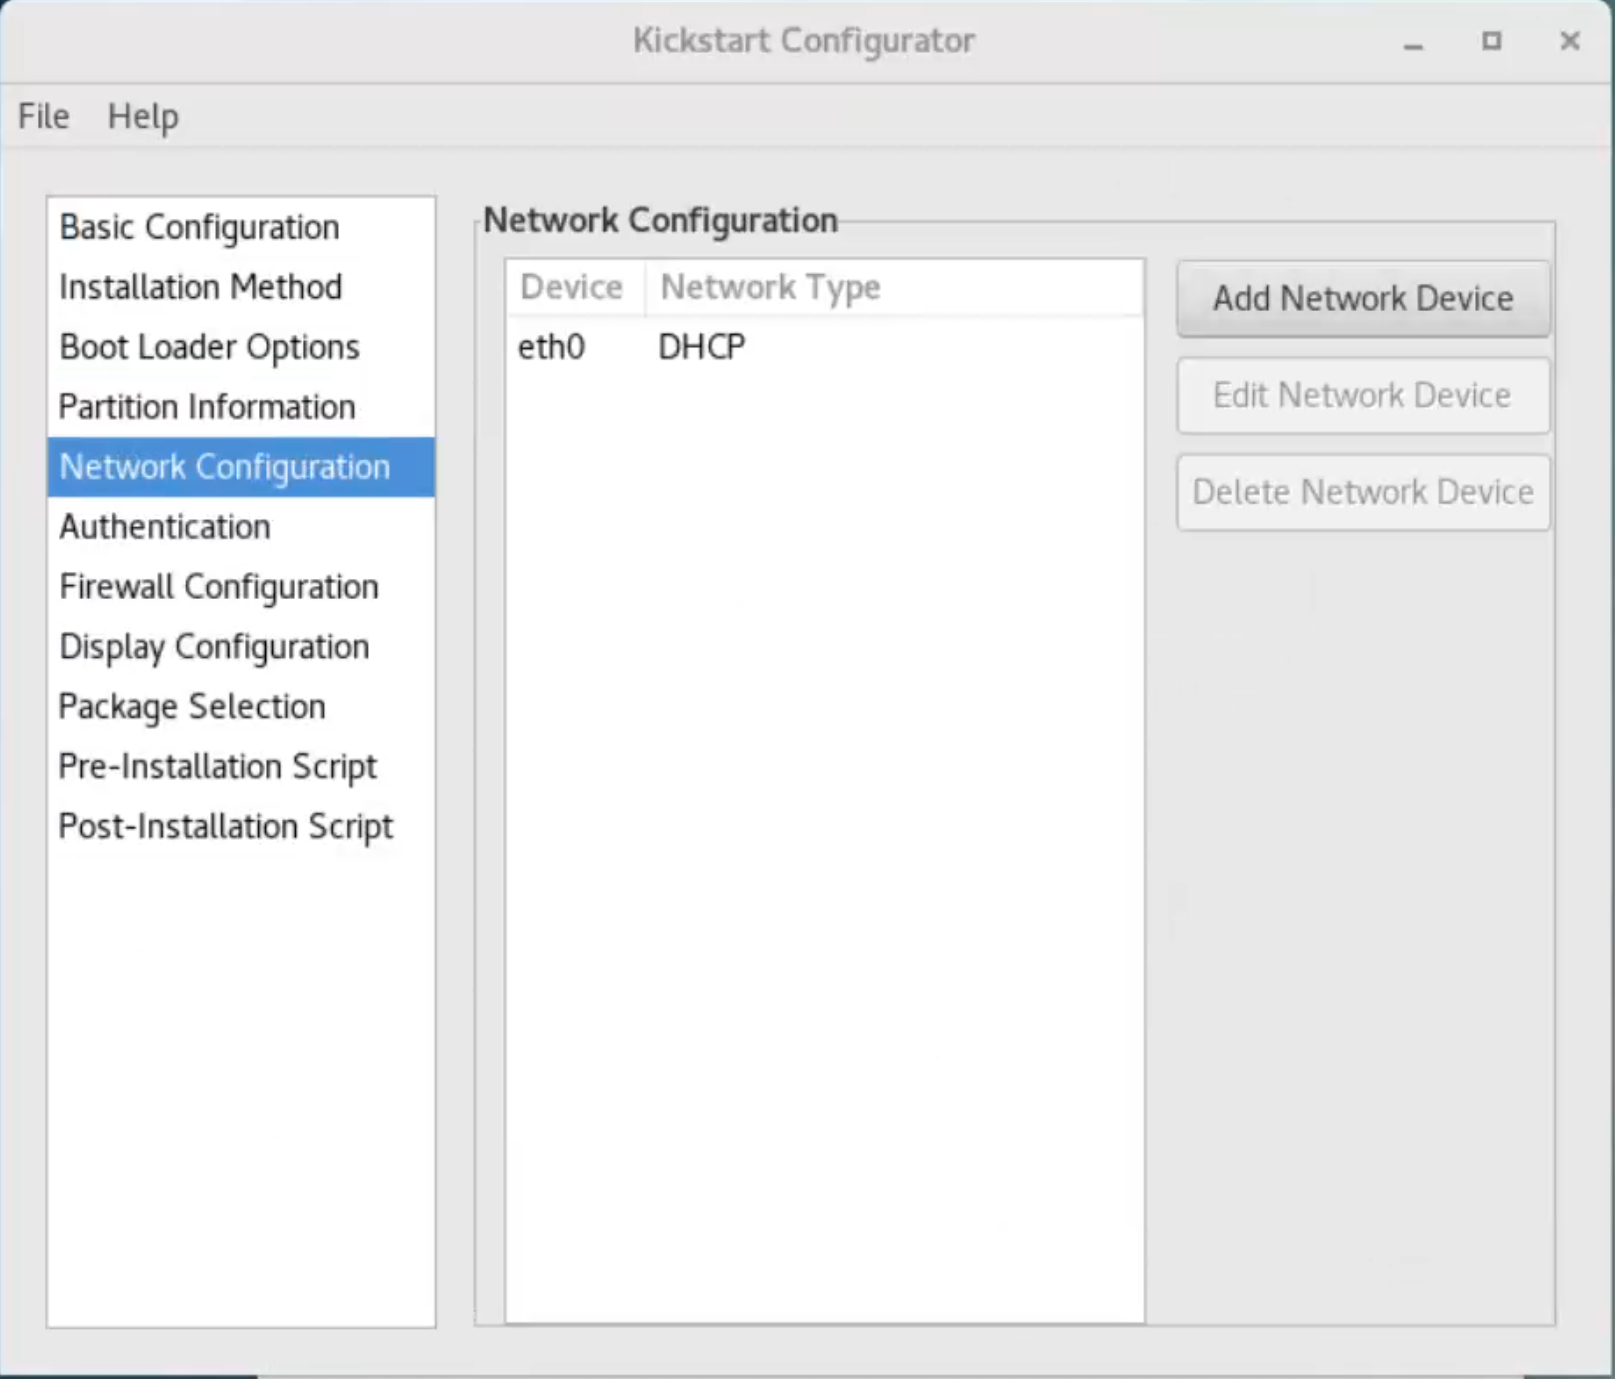 Kickstart Configurator
File Help
Basic Configuration
Installation Method
Boot Loader Options
Partition Information
Network Configuration
Authentication
Firewall Configuration
Display Configuration
Package Selection
Pre-Installation Script
Post-Installation Script
Network Configuration
Device Network Type
eth0 DHCP
Add Network Device
Edit Network Device
Delete Network Device